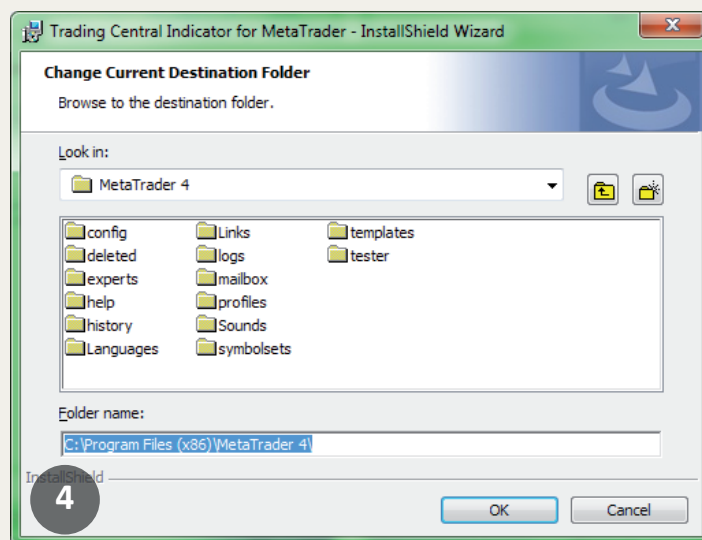 Trading Central Indicator for MetaTrader - InstallShield Wizard
Change Current Destination Folder
Browse to the destination folder.
Look in:
MetaTrader 4
config Links templates
deleted logs tester
experts mailbox
help profiles
history Sounds
Languages symbolsets
Folder name:
C:\Program Files (x86)\MetaTrader 4\
InstallShield
4
OK Cancel